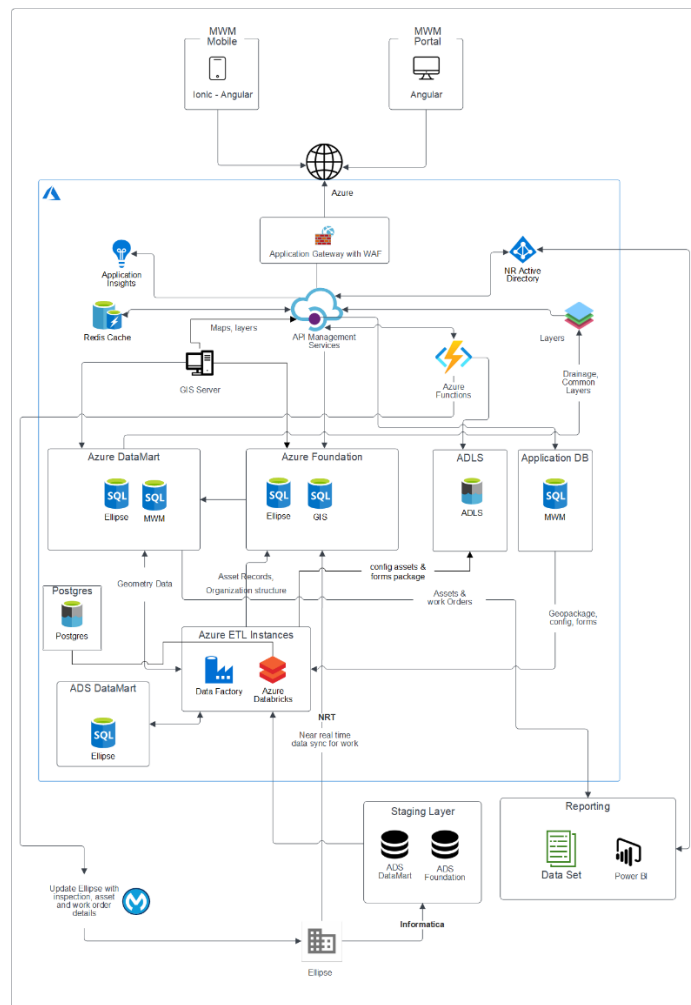 MWM
Mobile
Ionic - Angular
MWM
Portal
Angular
Azure
Application Gateway with WAF
Application
Insights
NR Active
Directory
Redis Cache
Maps, layers
API Management
Services
Layers
GIS Server
Azure
Functions
Drainage,
Common
Layers
Azure DataMart
SQL
Ellipse
SQL
MWM
Azure Foundation
SQL
Ellipse
SQL
GIS
ADLS
ADLS
Application DB
SQL
MWM
Geometry Data
Asset Records,
Organization structure
config assets &
forms package
Assets &
work Orders
Geopackage,
config, forms
Postgres
Postgres
Azure ETL Instances
Data Factory
Azure
Databricks
ADS DataMart
SQL
Ellipse
NRT
Near real time
data sync for work
Staging Layer
ADS
DataMart
ADS
Foundation
Reporting
Data Set
Power BI
Update Ellipse with
inspection, asset
and work order
details
Informatica
Ellipse